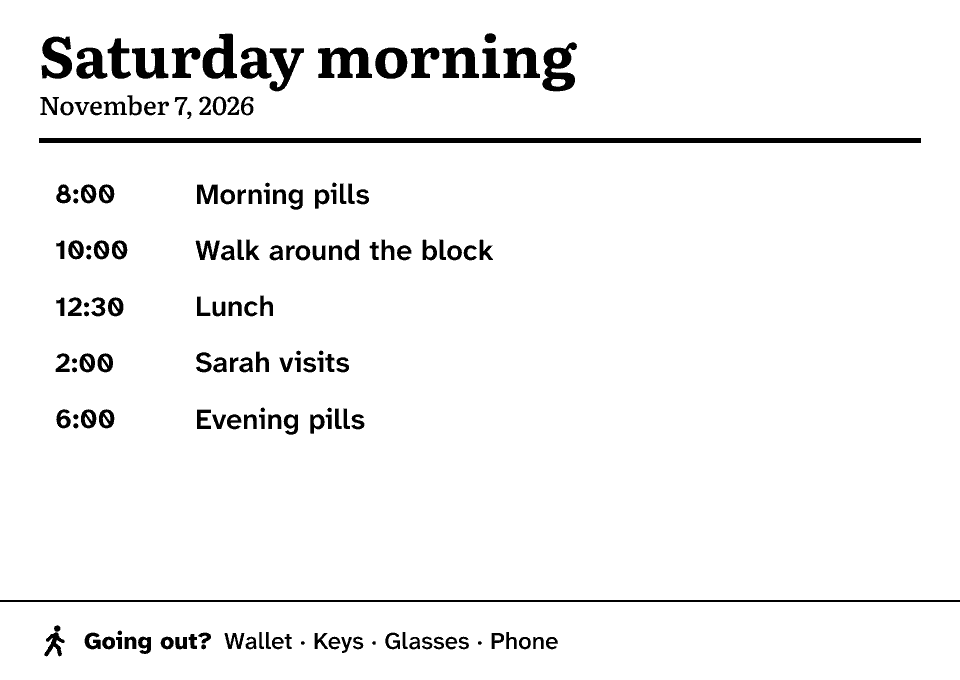 Saturday morning
November 7, 2026
8:00 Morning pills
10:00 Walk around the block
12:30 Lunch
2:00 Sarah visits
6:00 Evening pills
Going out? Wallet · Keys · Glasses · Phone